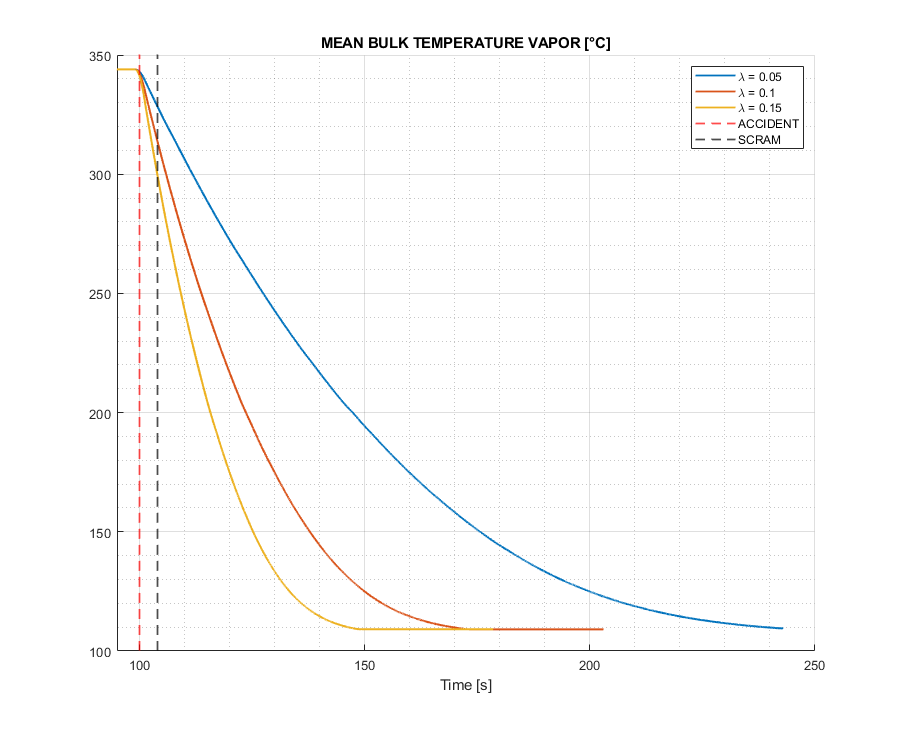 MEAN BULK TEMPERATURE VAPOR [°C]
350
300
250
200
150
100
100
150
200
250
Time [s]
λ = 0.05
λ = 0.1
λ = 0.15
ACCIDENT
SCRAM